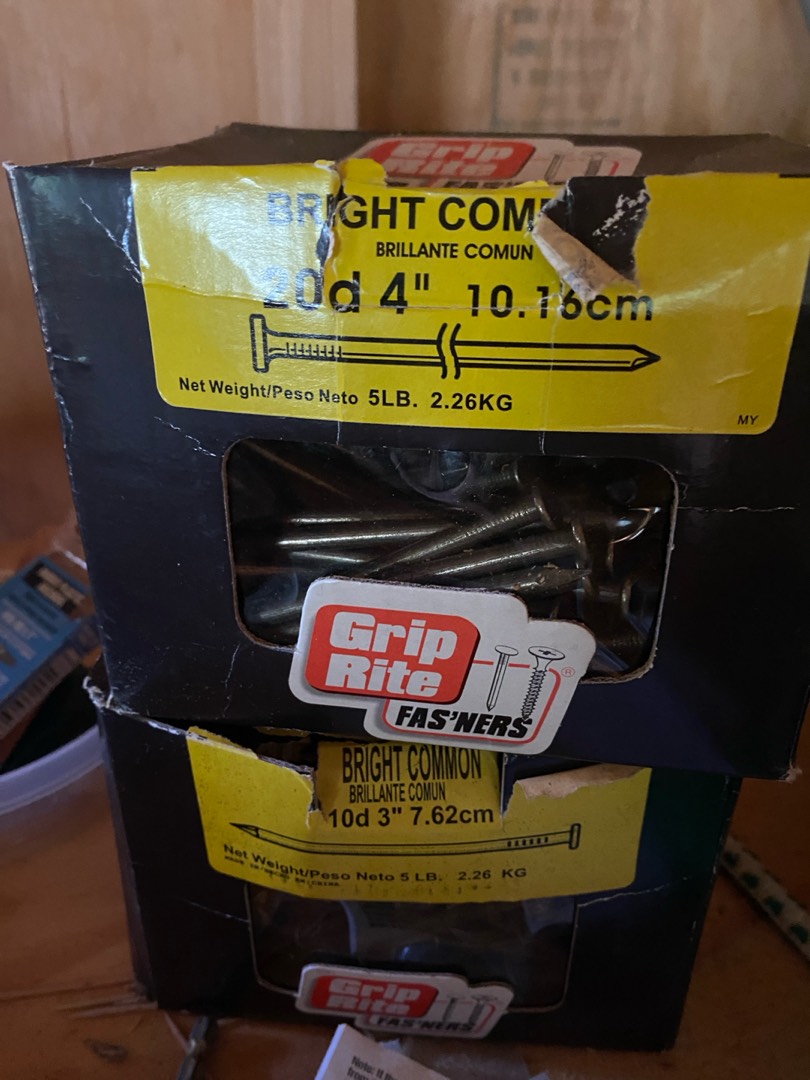 Grip
Rite
BRIGHT COM
BRILLANTE COMUN
20d 4" 10.16cm
Net Weight/Peso Neto 5LB. 2.26KG
MY
Grip
Rite
®
FAS'NERS
BRIGHT COMMON
BRILLANTE COMUN
10d 3" 7.62cm
Net Weight/Peso Neto 5 LB. 2.26 KG
Grip
Rite
FAS'NERS
Note: If